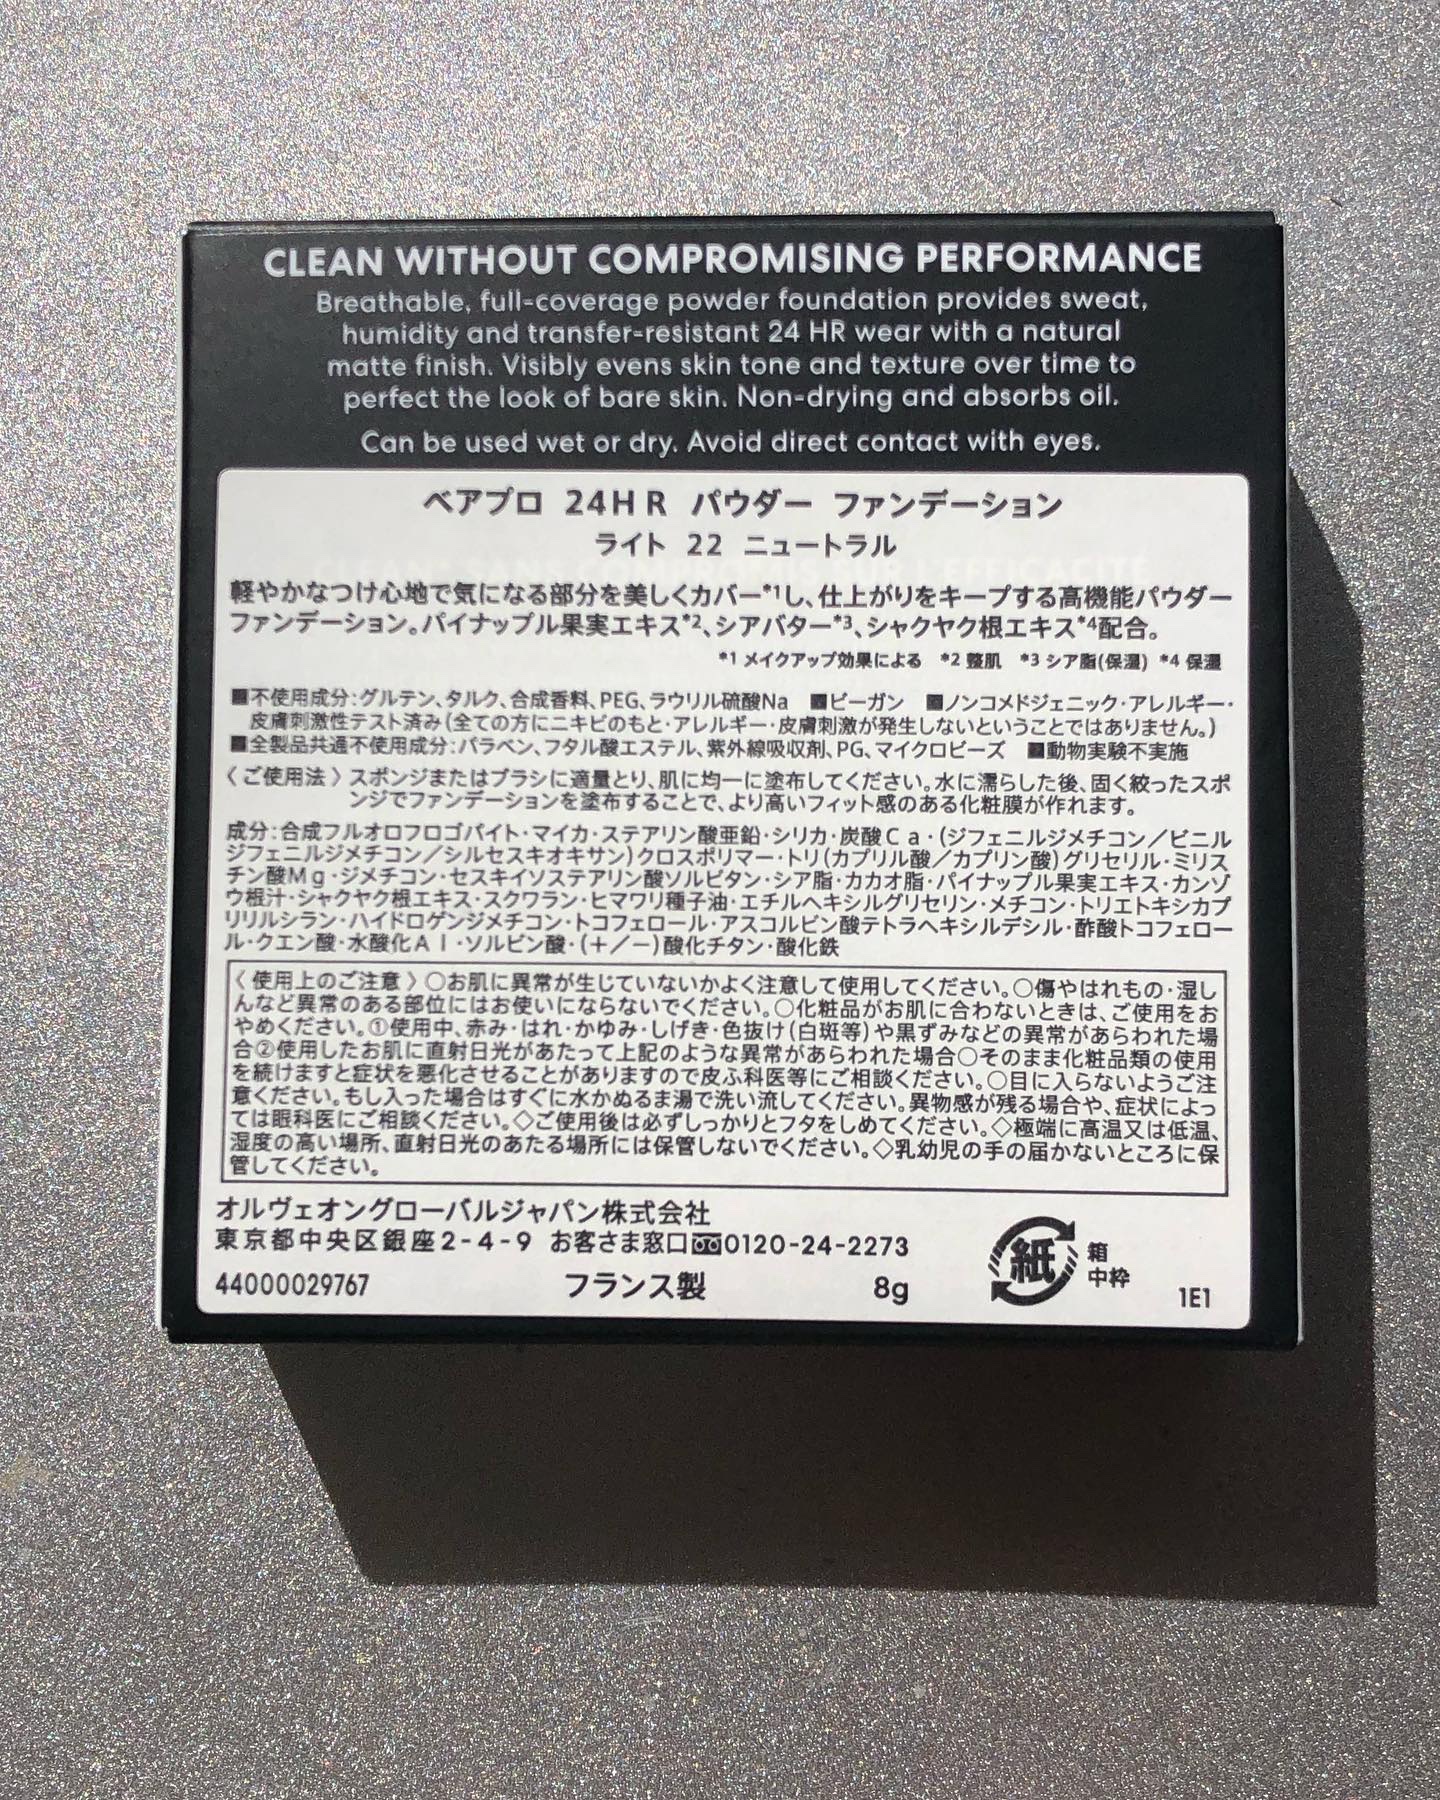 CLEAN WITHOUT COMPROMISING PERFORMANCE
Breathable, full-coverage powder foundation provides sweat,
humidity and transfer-resistant 24 HR wear with a natural
matte finish. Visibly evens skin tone and texture over time to
perfect the look of bare skin. Non-drying and absorbs oil.
Can be used wet or dry. Avoid direct contact with eyes.
ベアプロ 24HR パウダー ファンデーション
ライト 22 ニュートラル
軽やかなつけ心地で気になる部分を美しくカバー*1し、仕上がりをキープする高機能パウダー
ファンデーション。パイナップル果実エキス*2、シアバター*3、シャクヤク根エキス*4配合。
*1 メイクアップ効果による *2 整肌 *3 シア脂(保湿) *4 保湿
■不使用成分:グルテン、タルク、合成香料、PEG、ラウリル硫酸Na ■ビーガン ■ノンコメドジェニック・アレルギー・
皮膚刺激性テスト済み(全ての方にニキビのもと・アレルギー・皮膚刺激が発生しないということではありません。)
■全製品共通不使用成分:パラベン、フタル酸エステル、紫外線吸収剤、PG、マイクロビーズ ■動物実験不実施
〈ご使用法〉スポンジまたはブラシに適量とり、肌に均一に塗布してください。水に濡らした後、固く絞ったスポ
ンジでファンデーションを塗布することで、より高いフィット感のある化粧膜が作れます。
成分:合成フルオロフロゴパイト・マイカ・ステアリン酸亜鉛・シリカ・炭酸Ca・(ジフェニルジメチコン/ビニル
ジフェニルジメチコン/シルセスキオキサン)クロスポリマー・トリ(カプリル酸/カプリン酸)グリセリル・ミリス
チン酸Mg・ジメチコン・セスキイソステアリン酸ソルビタン・シア脂・カカオ脂・パイナップル果実エキス・カンゾ
ウ根汁・シャクヤク根エキス・スクワラン・ヒマワリ種子油・エチルヘキシルグリセリン・メチコン・トリエトキシカプ
リリルシラン・ハイドロゲンジメチコン・トコフェロール・アスコルビン酸テトラヘキシルデシル・酢酸トコフェロー
ル・クエン酸・水酸化Al・ソルビン酸・(+/−)酸化チタン・酸化鉄
〈使用上のご注意〉○お肌に異常が生じていないかよく注意して使用してください。○傷やはれもの・湿し
んなど異常のある部位にはお使いにならないでください。○化粧品がお肌に合わないときは、ご使用をお
やめください。①使用中、赤み・はれ・かゆみ・しげき・色抜け(白斑等)や黒ずみなどの異常があらわれた場
合②使用したお肌に直射日光があたって上記のような異常があらわれた場合○そのまま化粧品類の使用
を続けますと症状を悪化させることがありますので皮ふ科医等にご相談ください。○目に入らないようご注
意ください。もし入った場合はすぐに水かぬるま湯で洗い流してください。異物感が残る場合や、症状によっ
ては眼科医にご相談ください。◇ご使用後は必ずしっかりとフタをしめてください。◇極端に高温又は低温、
湿度の高い場所、直射日光のあたる場所には保管しないでください。◇乳幼児の手の届かないところに保
管してください。
オルヴェオングローバルジャパン株式会社
東京都中央区銀座2-4-9 お客さま窓口0120-24-2273
44000029767 フランス製 8g
紙 箱
中枠
1E1